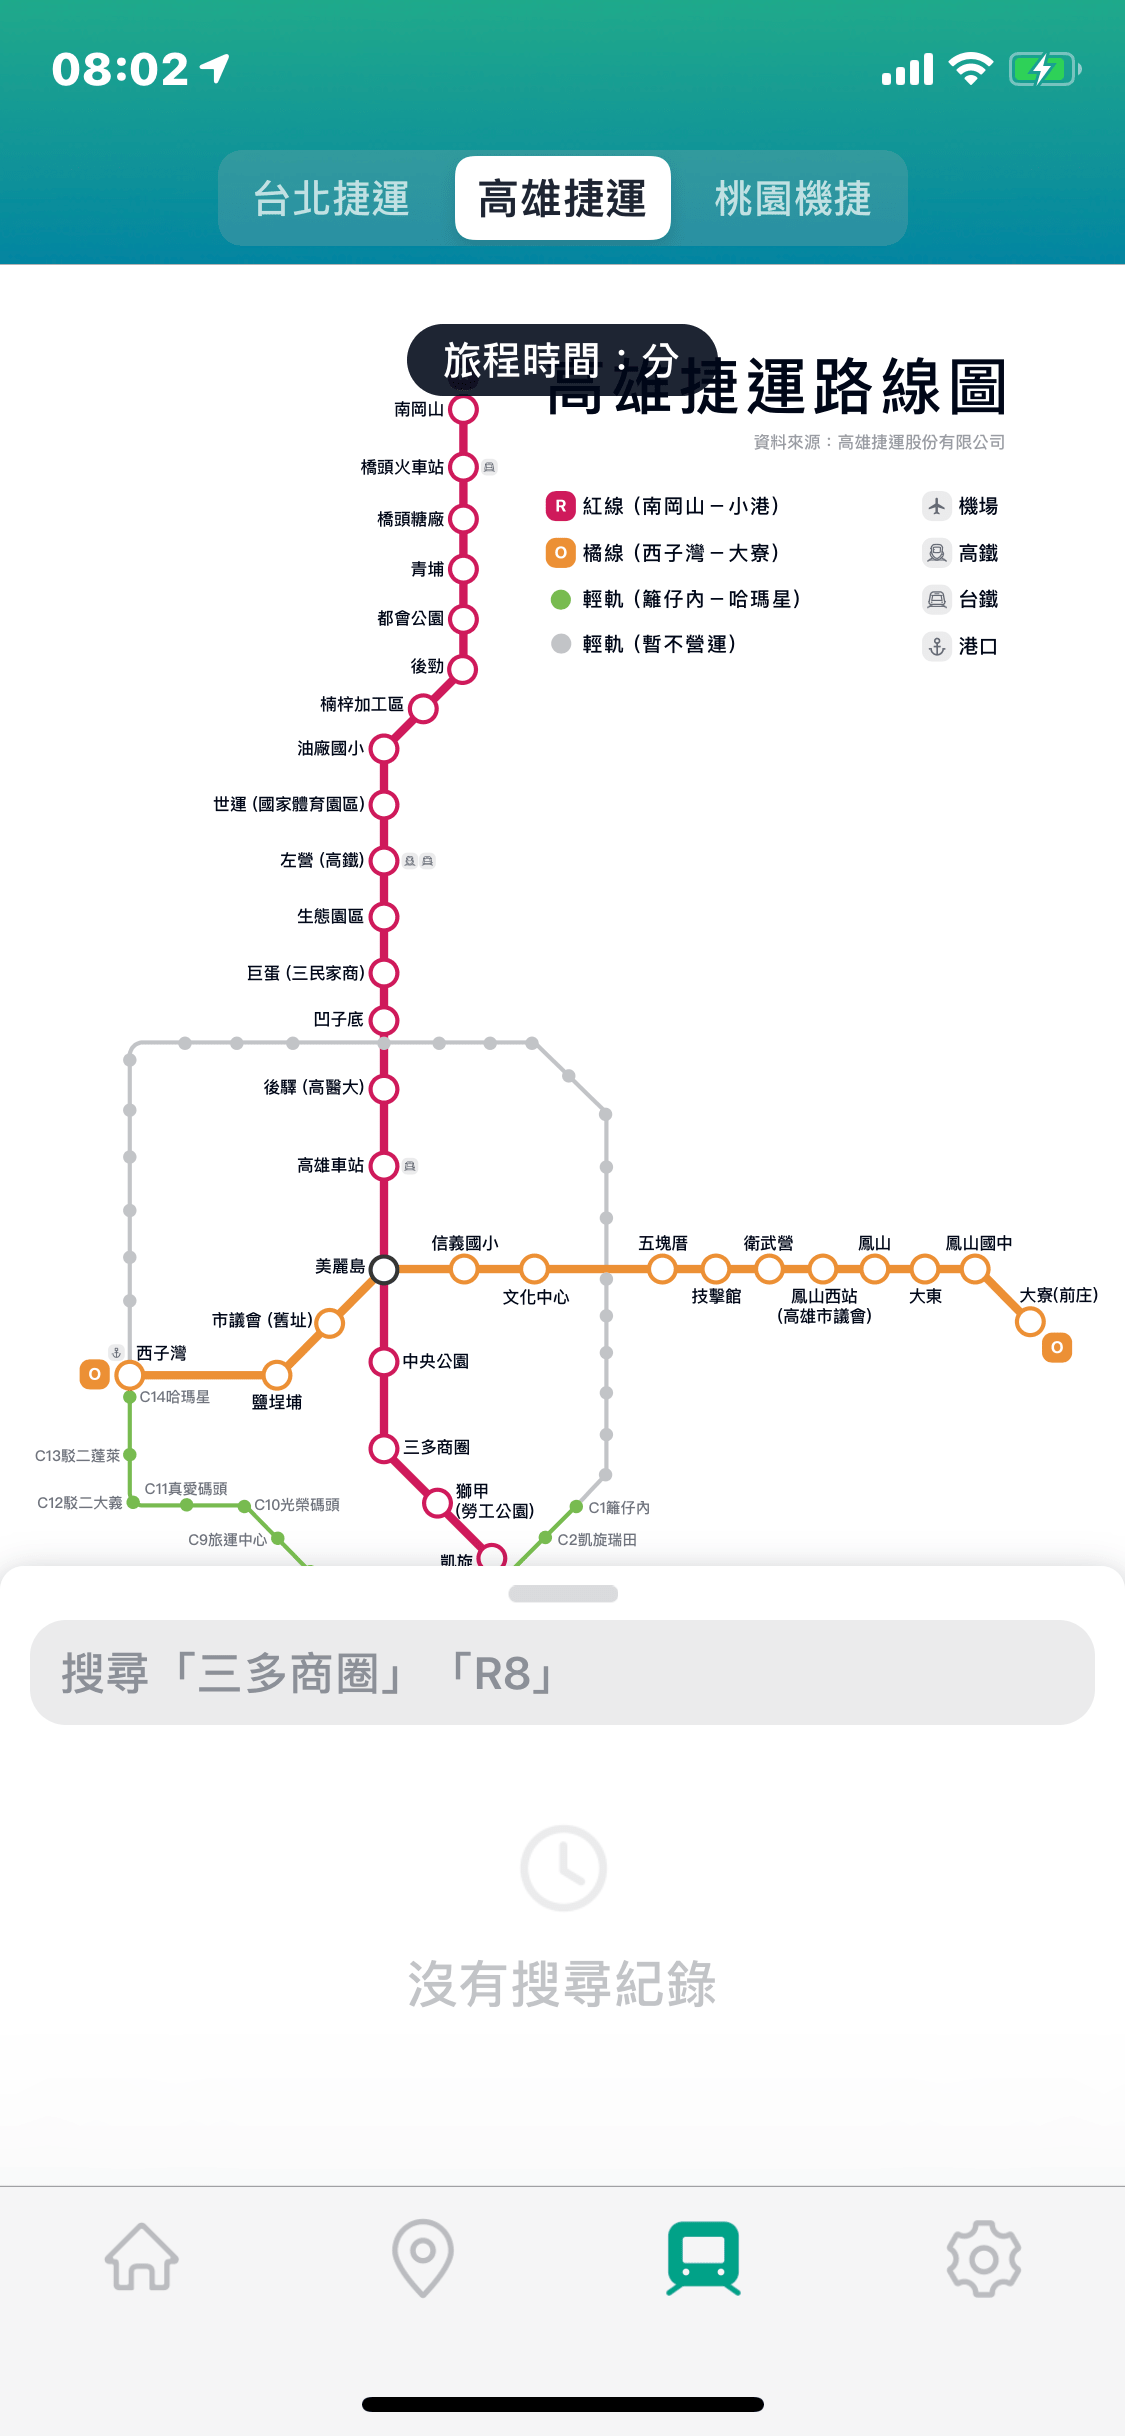 08:02
台北捷運
高雄捷運
桃園機捷
旅程時間：分
高雄捷運路線圖
資料來源：高雄捷運股份有限公司
R 紅線（南岡山－小港）
O 橘線（西子灣－大寮）
輕軌（籬仔內－哈瑪星）
輕軌（暫不營運）
機場
高鐵
台鐵
港口
南岡山
橋頭火車站
橋頭糖廠
青埔
都會公園
後勁
楠梓加工區
油廠國小
世運 (國家體育園區)
左營 (高鐵)
生態園區
巨蛋 (三民家商)
凹子底
後驛 (高醫大)
高雄車站
美麗島
信義國小
文化中心
五塊厝
技擊館
衛武營
鳳山西站
(高雄市議會)
鳳山
大東
鳳山國中
大寮(前庄)
O
市議會 (舊址)
鹽埕埔
西子灣
O
中央公園
三多商圈
獅甲
(勞工公園)
凱旋
C14哈瑪星
C13駁二蓬萊
C12駁二大義
C11真愛碼頭
C10光榮碼頭
C9旅運中心
C1籬仔內
C2凱旋瑞田
搜尋「三多商圈」「R8」
沒有搜尋紀錄